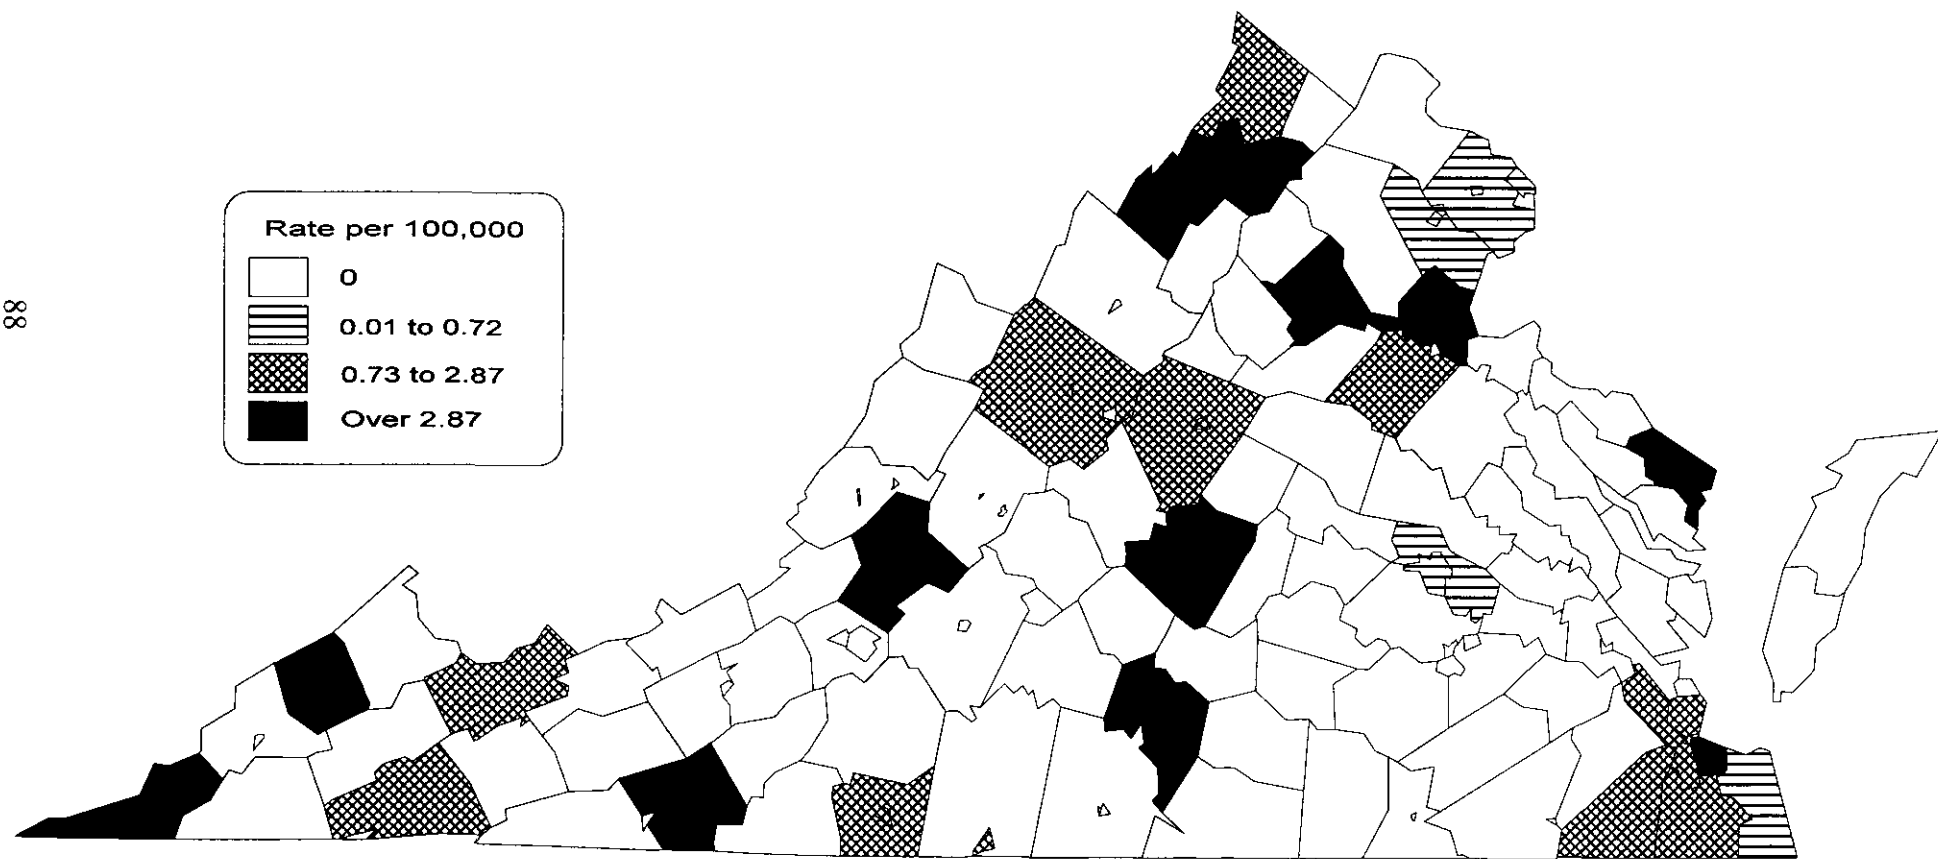 88
Rate per 100,000
0
0.01 to 0.72
0.73 to 2.87
Over 2.87